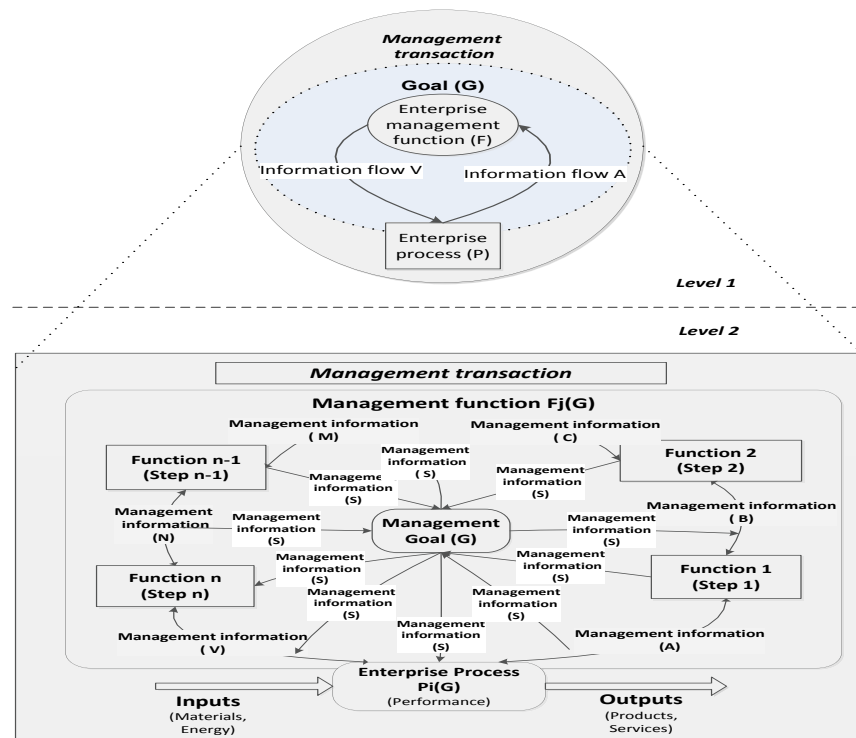 Management
transaction
Goal (G)
Enterprise
management
function (F)
Information flow V
Information flow A
Enterprise
process (P)
Level 1
Level 2
Management transaction
Management function Fj(G)
Management information
( M)
Management information
( C)
Function n-1
(Step n-1)
Management
information
( S)
Function 2
(Step 2)
Management
information
(S)
Management
information
(S)
Management
information
(N)
Management
information
(S)
Management
Goal (G)
Management
information
(S)
Management information
( B)
Function n
(Step n)
Management
information
(S)
Management
information
(S)
Function 1
(Step 1)
Management
information
(S)
Management
information
(S)
Management information
( V)
Management
information
(S)
Management information
(A)
Enterprise Process
Pi(G)
(Performance)
Inputs
(Materials,
Energy)
Outputs
(Products,
Services)